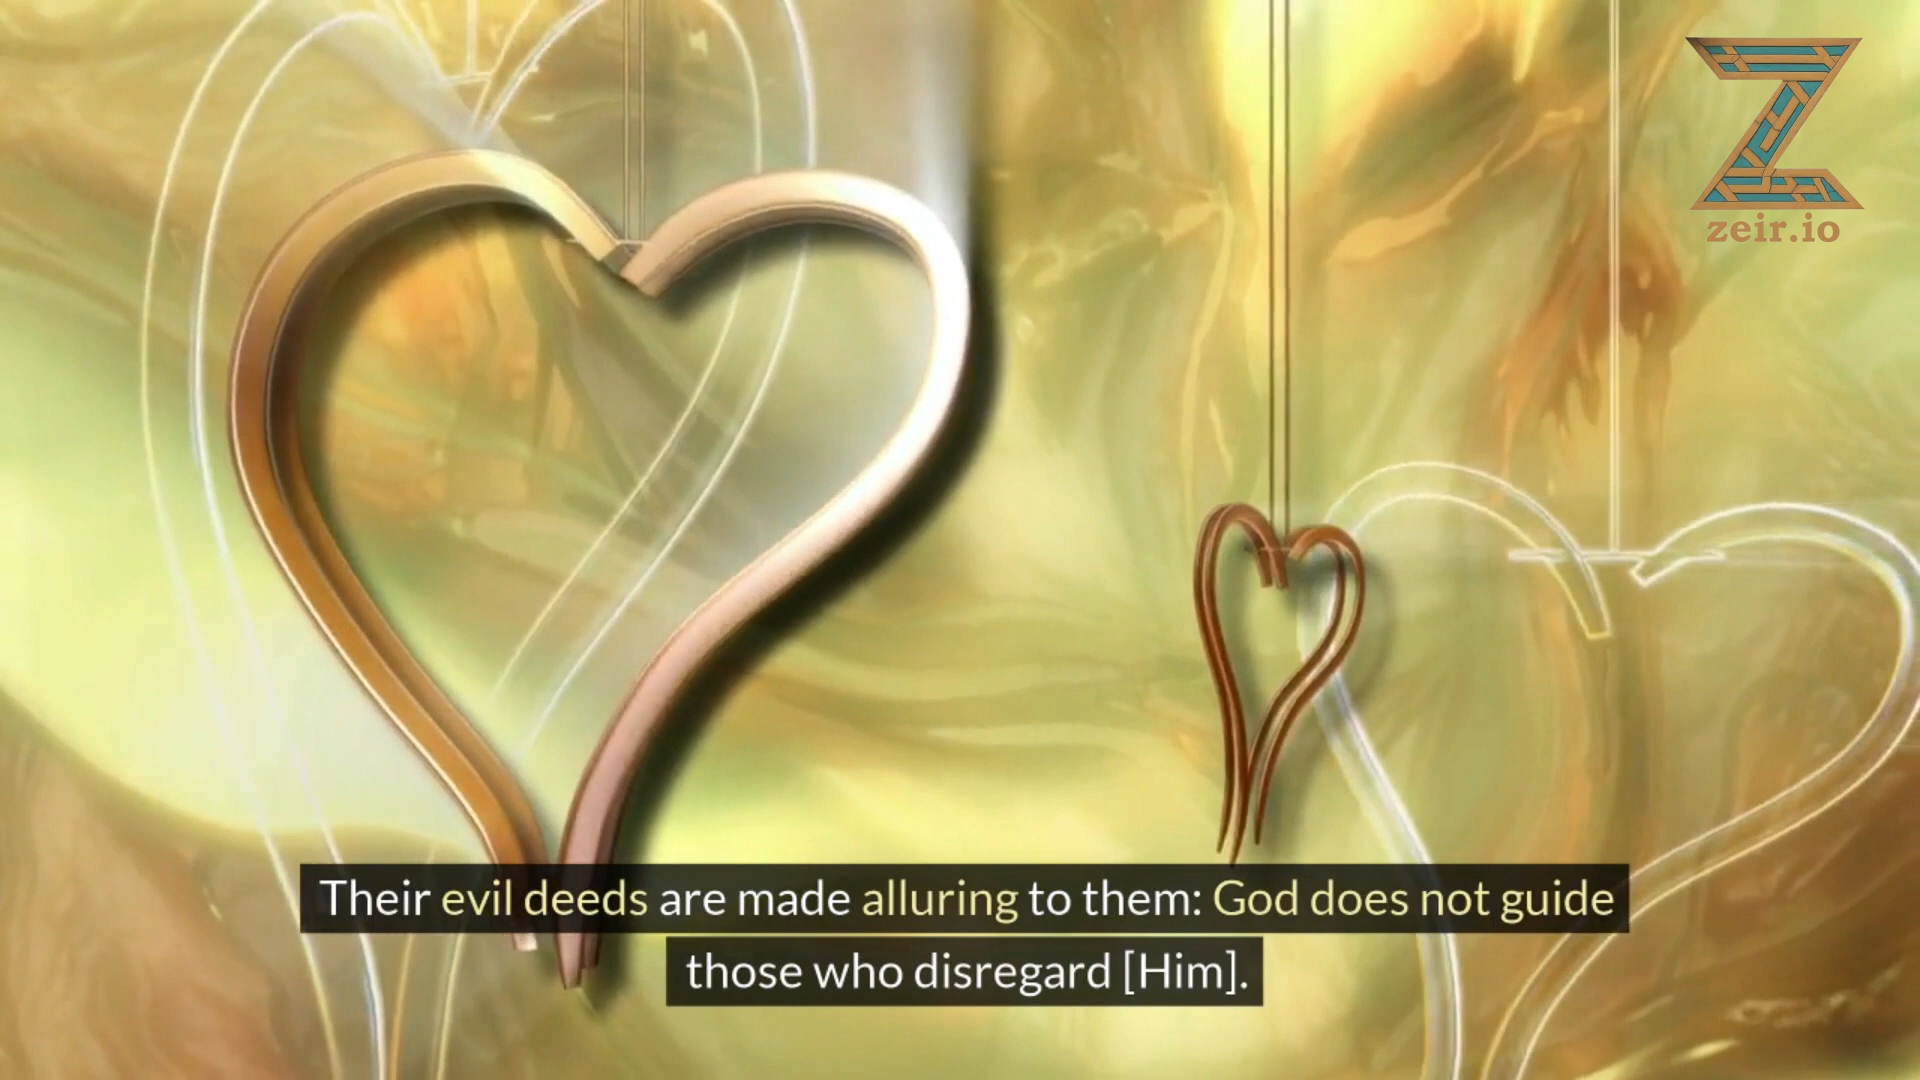 zeir.io
Their evil deeds are made alluring to them: God does not guide
those who disregard [Him].